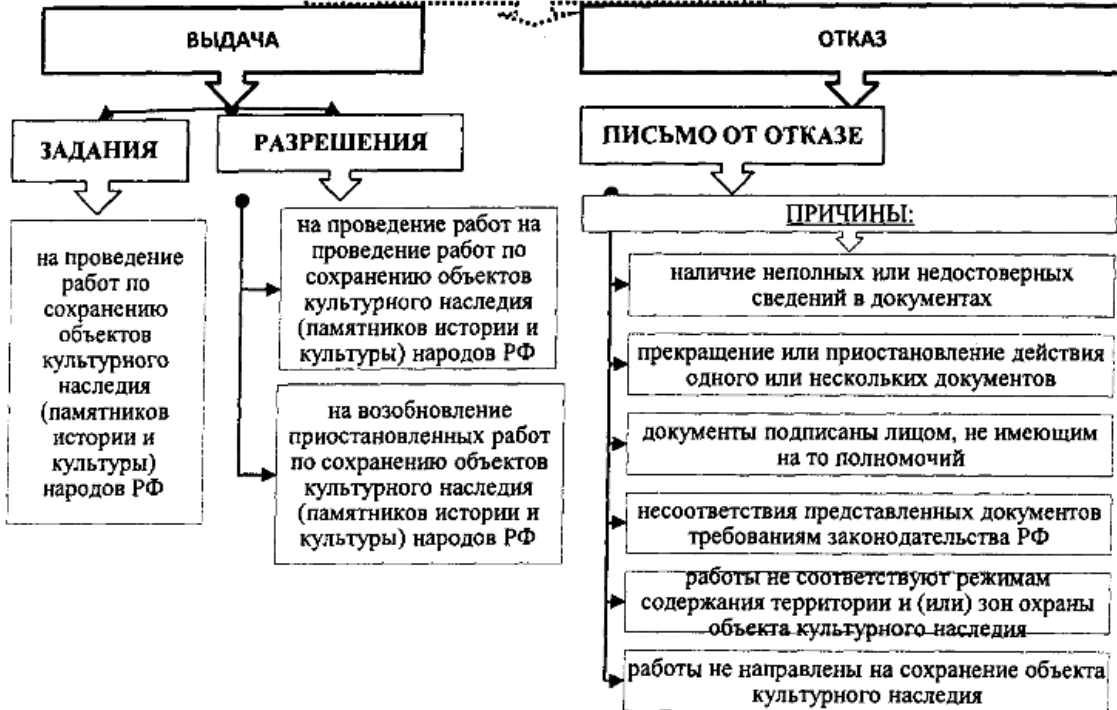 ВЫДАЧА
ОТКАЗ
ЗАДАНИЯ
РАЗРЕШЕНИЯ
ПИСЬМО ОТ ОТКАЗЕ
на проведение
работ по
сохранению
объектов
культурного
наследия
(памятников
истории и
культуры)
народов РФ
на проведение работ на
проведение работ по
сохранению объектов
культурного наследия
(памятников истории и
культуры) народов РФ
на возобновление
приостановленных работ
по сохранению объектов
культурного наследия
(памятников истории и
культуры) народов РФ
ПРИЧИНЫ:
наличие неполных или недостоверных
сведений в документах
прекращение или приостановление действия
одного или нескольких документов
документы подписаны лицом, не имеющим
на то полномочий
несоответствия представленных документов
требованиям законодательства РФ
работы не соответствуют режимам
содержания территории и (или) зон охраны
объекта культурного наследия
работы не направлены на сохранение объекта
культурного наследия